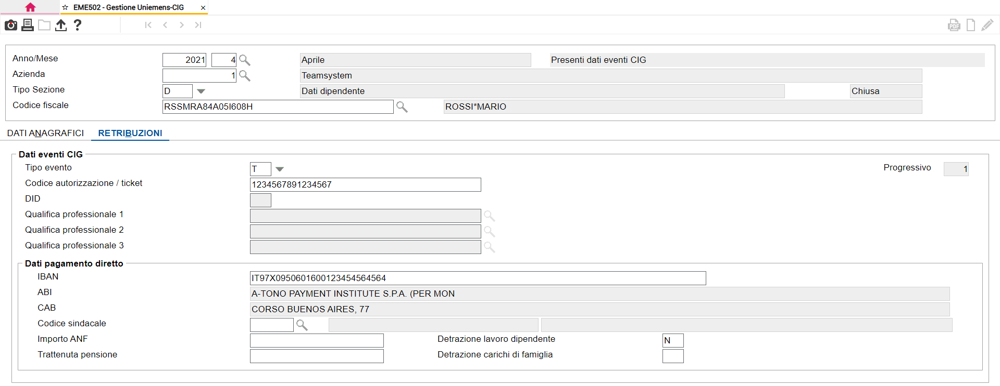 ☆ EME502 - Gestione Uniemens-CIG ×
?
PDF
Anno/Mese 2021 4 Aprile Presenti dati eventi CIG
Azienda 1 Teamsystem
Tipo Sezione D Dati dipendente Chiusa
Codice fiscale RSSMRA84A05I608H ROSSI*MARIO
DATI ANAGRAFICI RETRIBUZIONI
Dati eventi CIG
Tipo evento T Progressivo 1
Codice autorizzazione / ticket 1234567891234567
DID
Qualifica professionale 1
Qualifica professionale 2
Qualifica professionale 3
Dati pagamento diretto
IBAN IT97X0950601600123454564564
ABI A-TONO PAYMENT INSTITUTE S.P.A. (PER MON
CAB CORSO BUENOS AIRES, 77
Codice sindacale
Importo ANF Detrazione lavoro dipendente N
Trattenuta pensione Detrazione carichi di famiglia